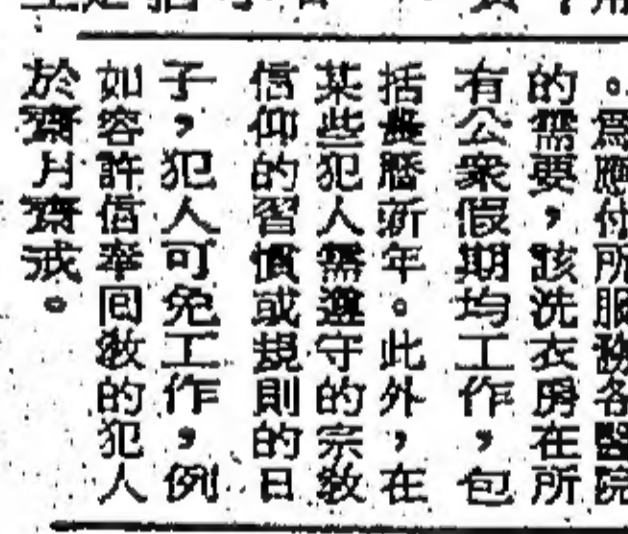 。爲應付所服務各醫院
的需要，該洗衣房在所
有公衆假期均工作，包
括農曆新年。此外，在
某些犯人需遵守的宗教
信仰的習慣或規則的日
子，犯人可免工作，例
如容許信奉回教的犯人
於齋月齋戒。